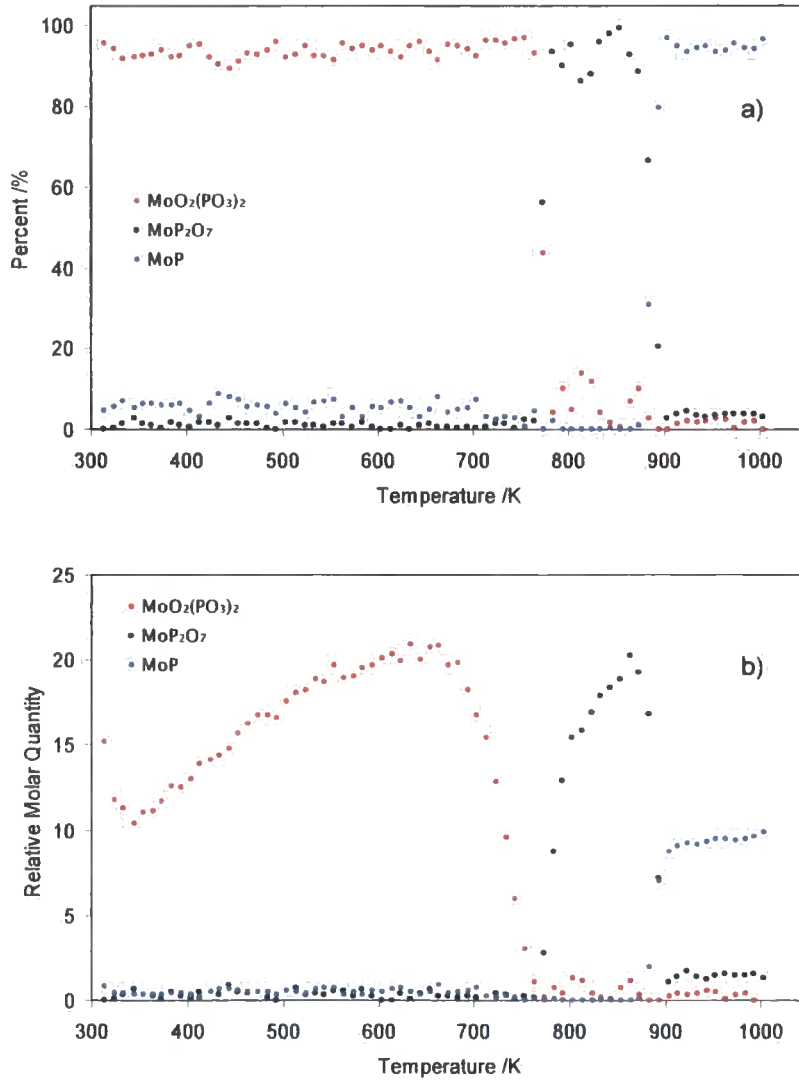 100
80
60
40
20
0
Percent /%
a)
MoO₂(PO₃)₂
MoP₂O₇
MoP
300 400 500 600 700 800 900 1000
Temperature /K
25
20
15
10
5
0
Relative Molar Quantity
b)
MoO₂(PO₃)₂
MoP₂O₇
MoP
300 400 500 600 700 800 900 1000
Temperature /K